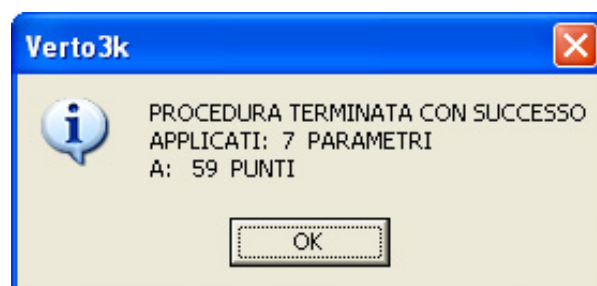 Verto3k
PROCEDURA TERMINATA CON SUCCESSO
APPLICATI: 7 PARAMETRI
A: 59 PUNTI
OK